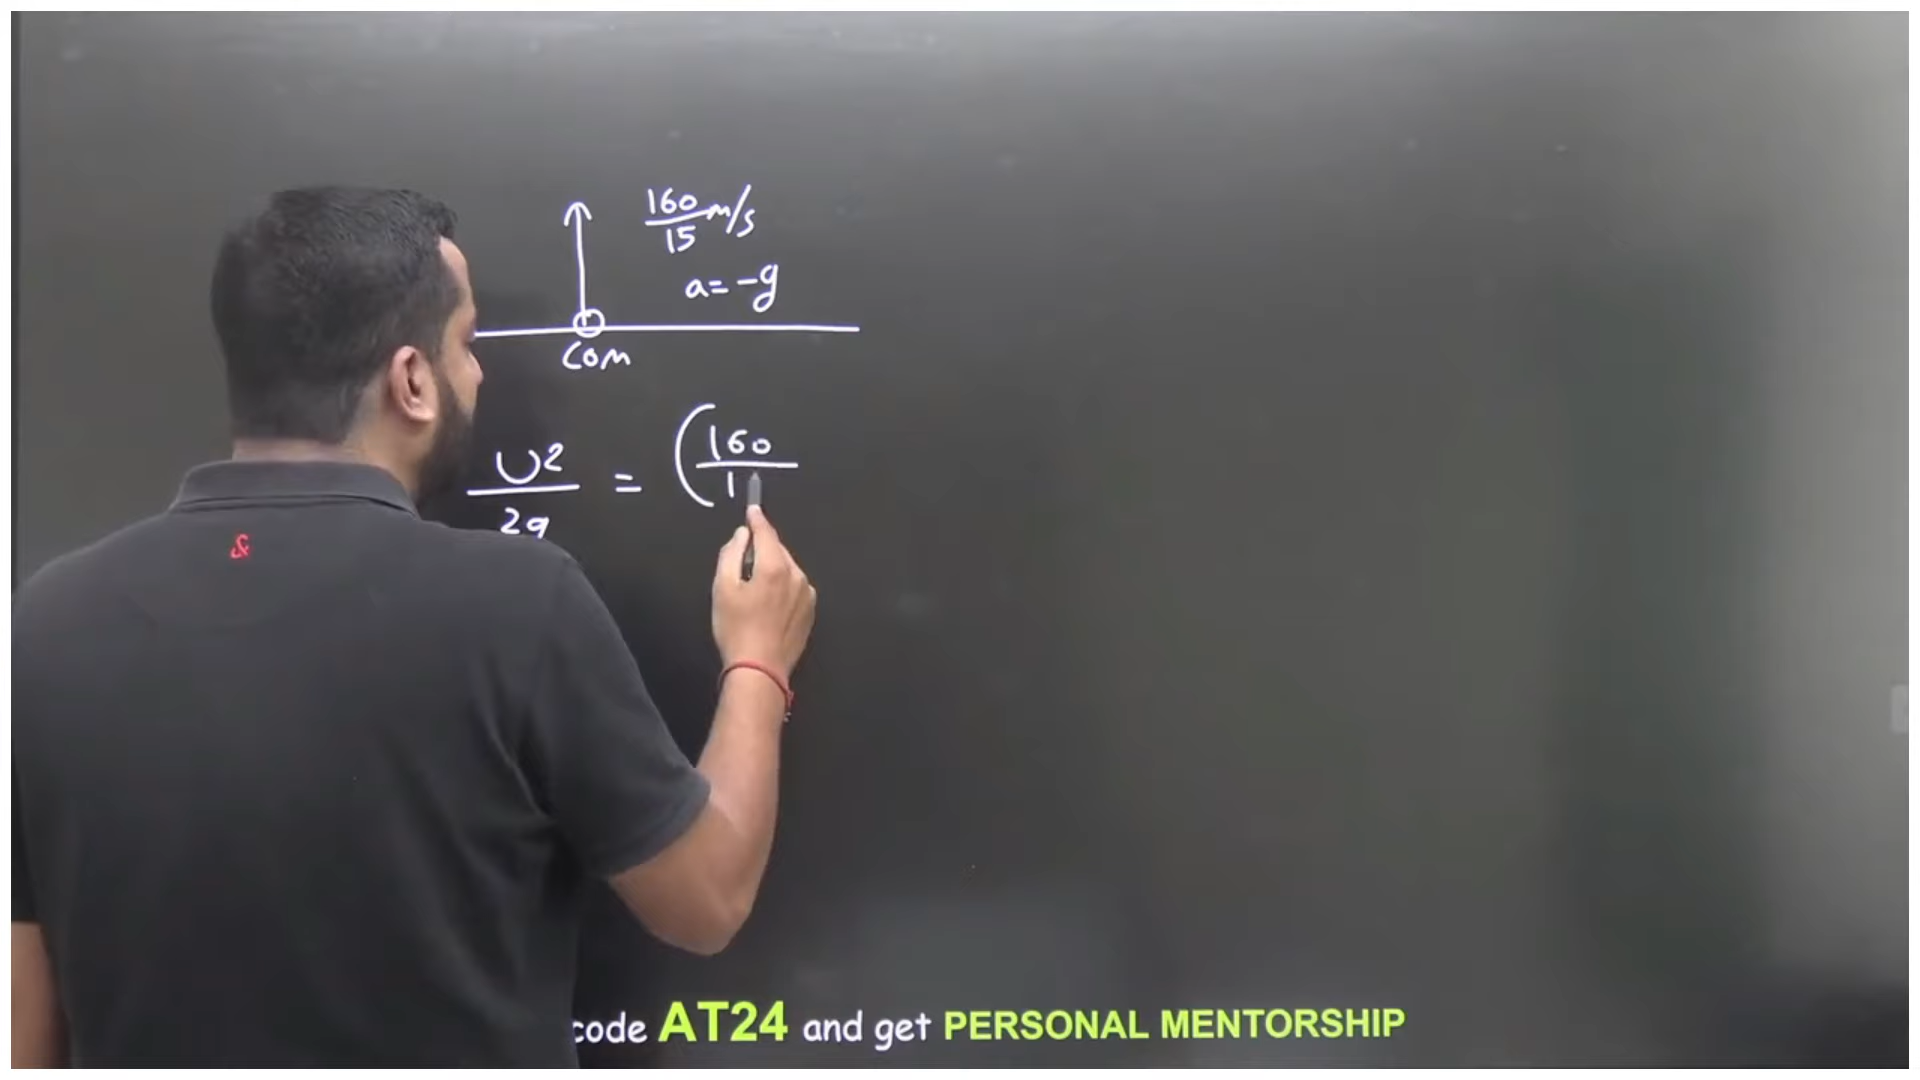 160
15 m/s
a = -g
COM
U²
2g
=
(160
1
&
code AT24 and get PERSONAL MENTORSHIP